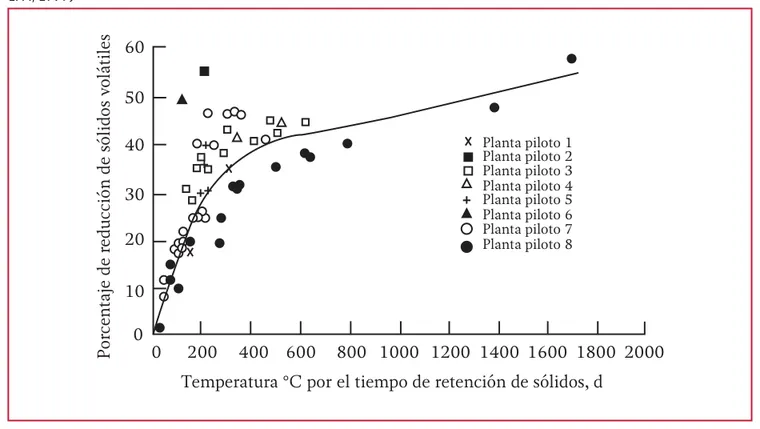 Porcentaje de reducción de sólidos volátiles
60
50
40
30
20
10
0
Planta piloto 1
Planta piloto 2
Planta piloto 3
Planta piloto 4
Planta piloto 5
Planta piloto 6
Planta piloto 7
Planta piloto 8
0 200 400 600 800 1000 1200 1400 1600 1800 2000
Temperatura °C por el tiempo de retención de sólidos, d